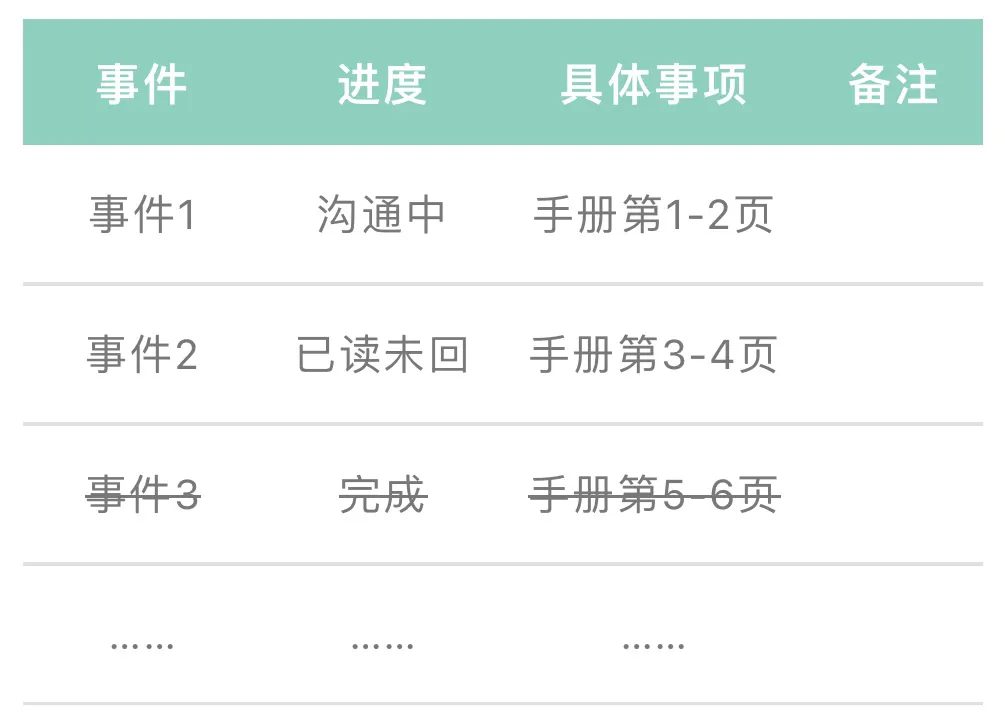 事件 进度 具体事项 备注
事件1 沟通中 手册第1-2页
事件2 已读未回 手册第3-4页
事件3 完成 手册第5-6页
…… …… ……